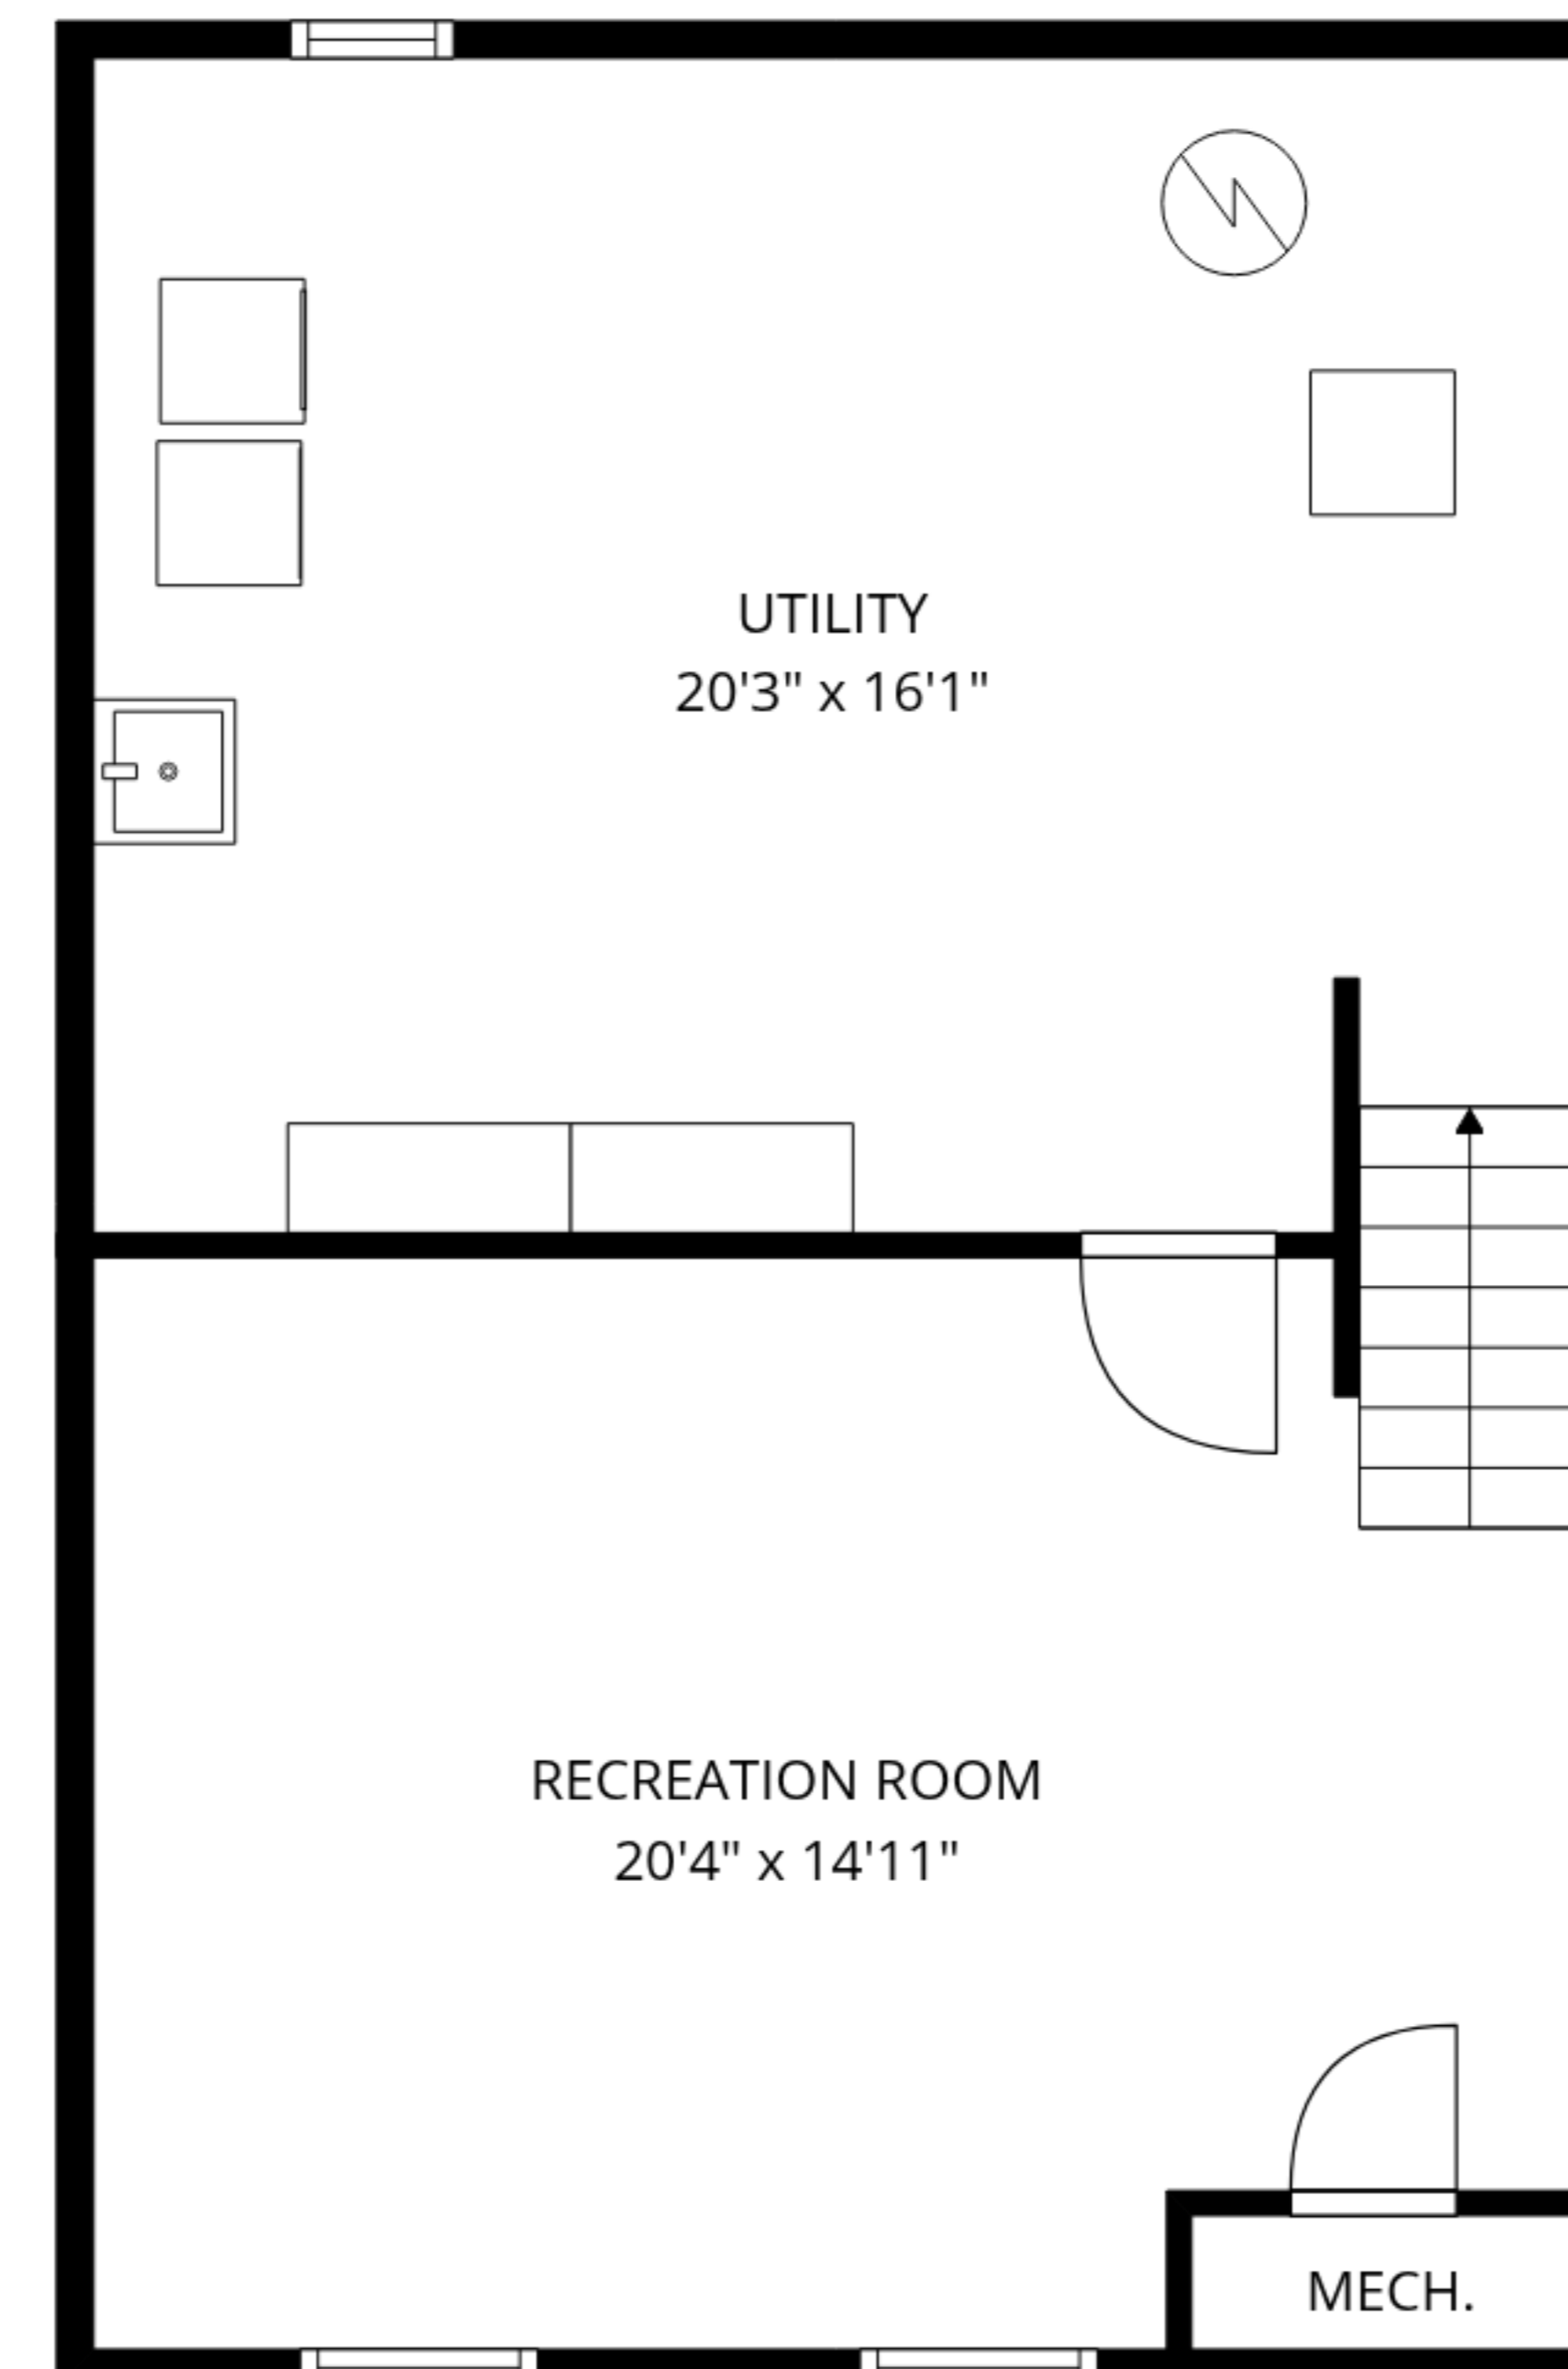 UTILITY
20'3" x 16'1"
RECREATION ROOM
20'4" x 14'11"
MECH.